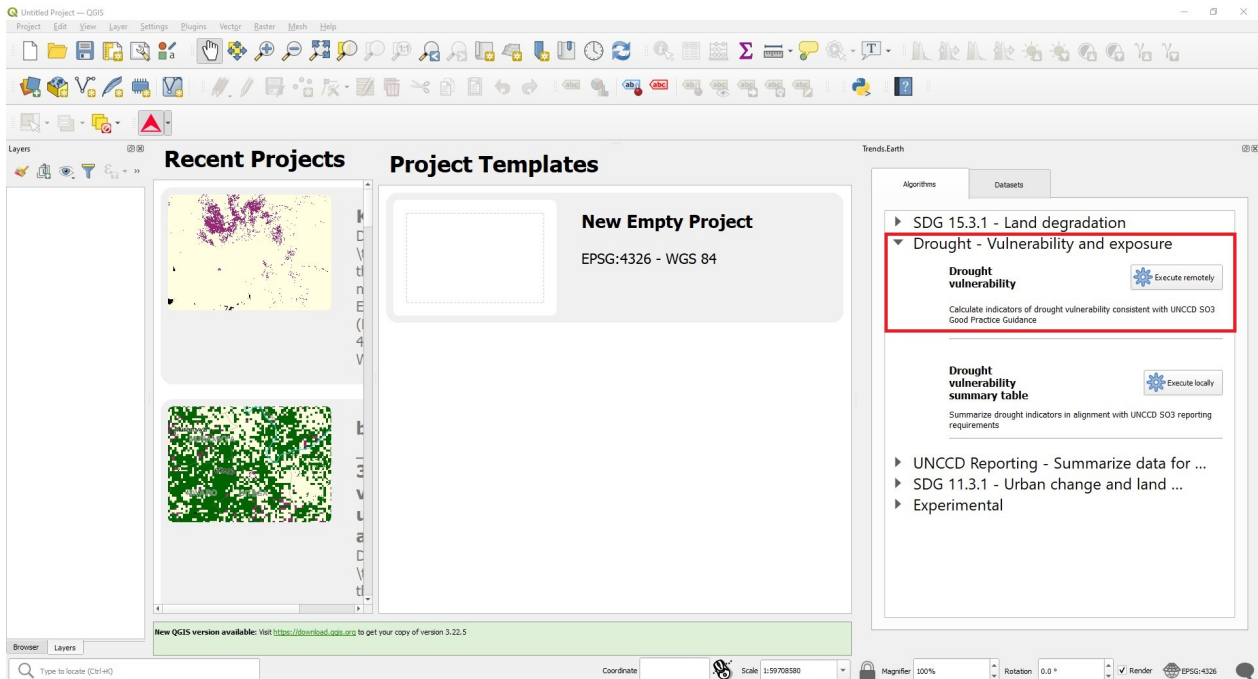 Untitled Project — QGIS
Project Edit View Layer Settings Plugins Vector Raster Mesh Help
Layers
Recent Projects
Project Templates
New Empty Project
EPSG:4326 - WGS 84
Trends.Earth
Algorithms Datasets
SDG 15.3.1 - Land degradation
Drought - Vulnerability and exposure
Drought
vulnerability
Execute remotely
Calculate indicators of drought vulnerability consistent with UNCCD SO3
Good Practice Guidance
Drought
vulnerability
summary table
Execute locally
Summarize drought indicators in alignment with UNCCD SO3 reporting
requirements
UNCCD Reporting - Summarize data for ...
SDG 11.3.1 - Urban change and land ...
Experimental
New QGIS version available: Visit https://download.qgis.org to get your copy of version 3.22.5
Browser Layers
Type to locate (Ctrl+K)
Coordinate
Scale 1:59708580
Magnifier 100%
Rotation 0.0 °
Render
EPSG:4326